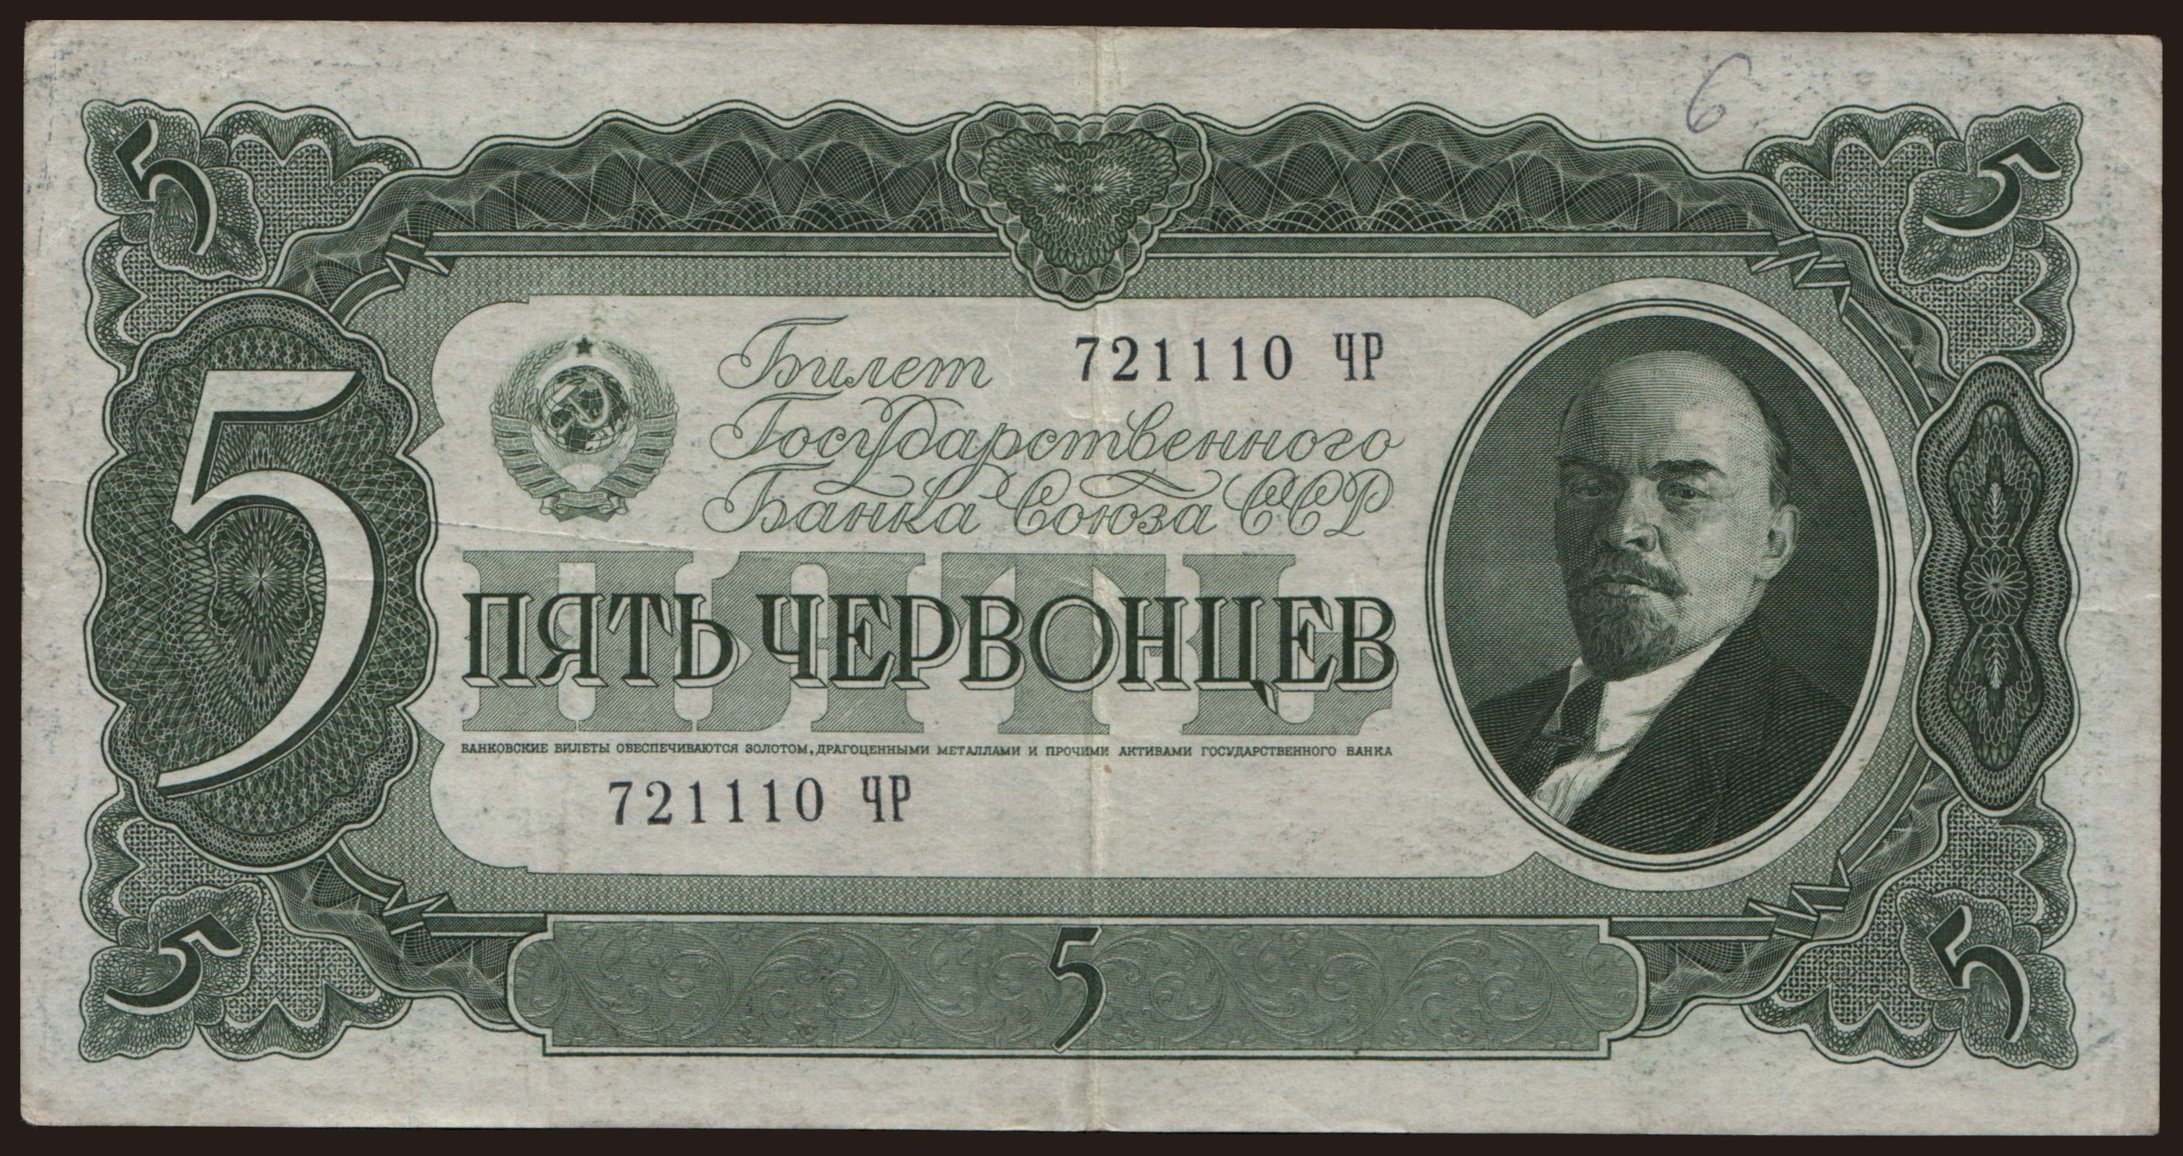 6
5 5
Билет 721110 ЧР
Государственного
Банка Союза ССР
5
ПЯТЬ
ПЯТЬ ЧЕРВОНЦЕВ
БАНКОВСКИЕ БИЛЕТЫ ОБЕСПЕЧИВАЮТСЯ ЗОЛОТОМ, ДРАГОЦЕННЫМИ МЕТАЛЛАМИ И ПРОЧИМИ АКТИВАМИ ГОСУДАРСТВЕННОГО БАНКА
721110 ЧР
5 5 5